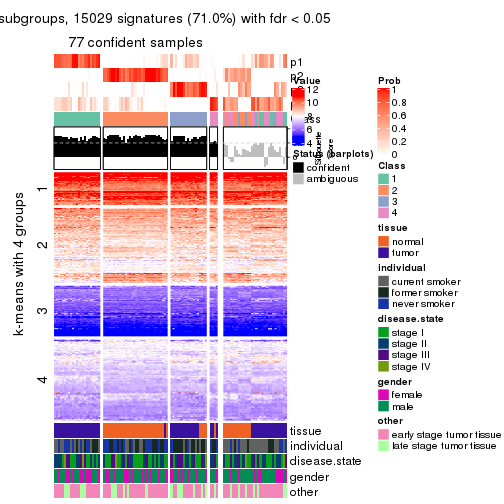 subgroups, 15029 signatures (71.0%) with fdr < 0.05
77 confident samples
p1
p2
Value
12
10
8
6
4
Prob
1
0.8
0.6
0.4
0.2
0
Silhouette
score
Status (barplots)
confident
ambiguous
Class
1
2
3
4
k-means with 4 groups
1
2
3
4
tissue
normal
tumor
individual
current smoker
former smoker
never smoker
disease.state
stage I
stage II
stage III
stage IV
gender
female
male
other
early stage tumor tissue
late stage tumor tissue
tissue
individual
disease.state
gender
other